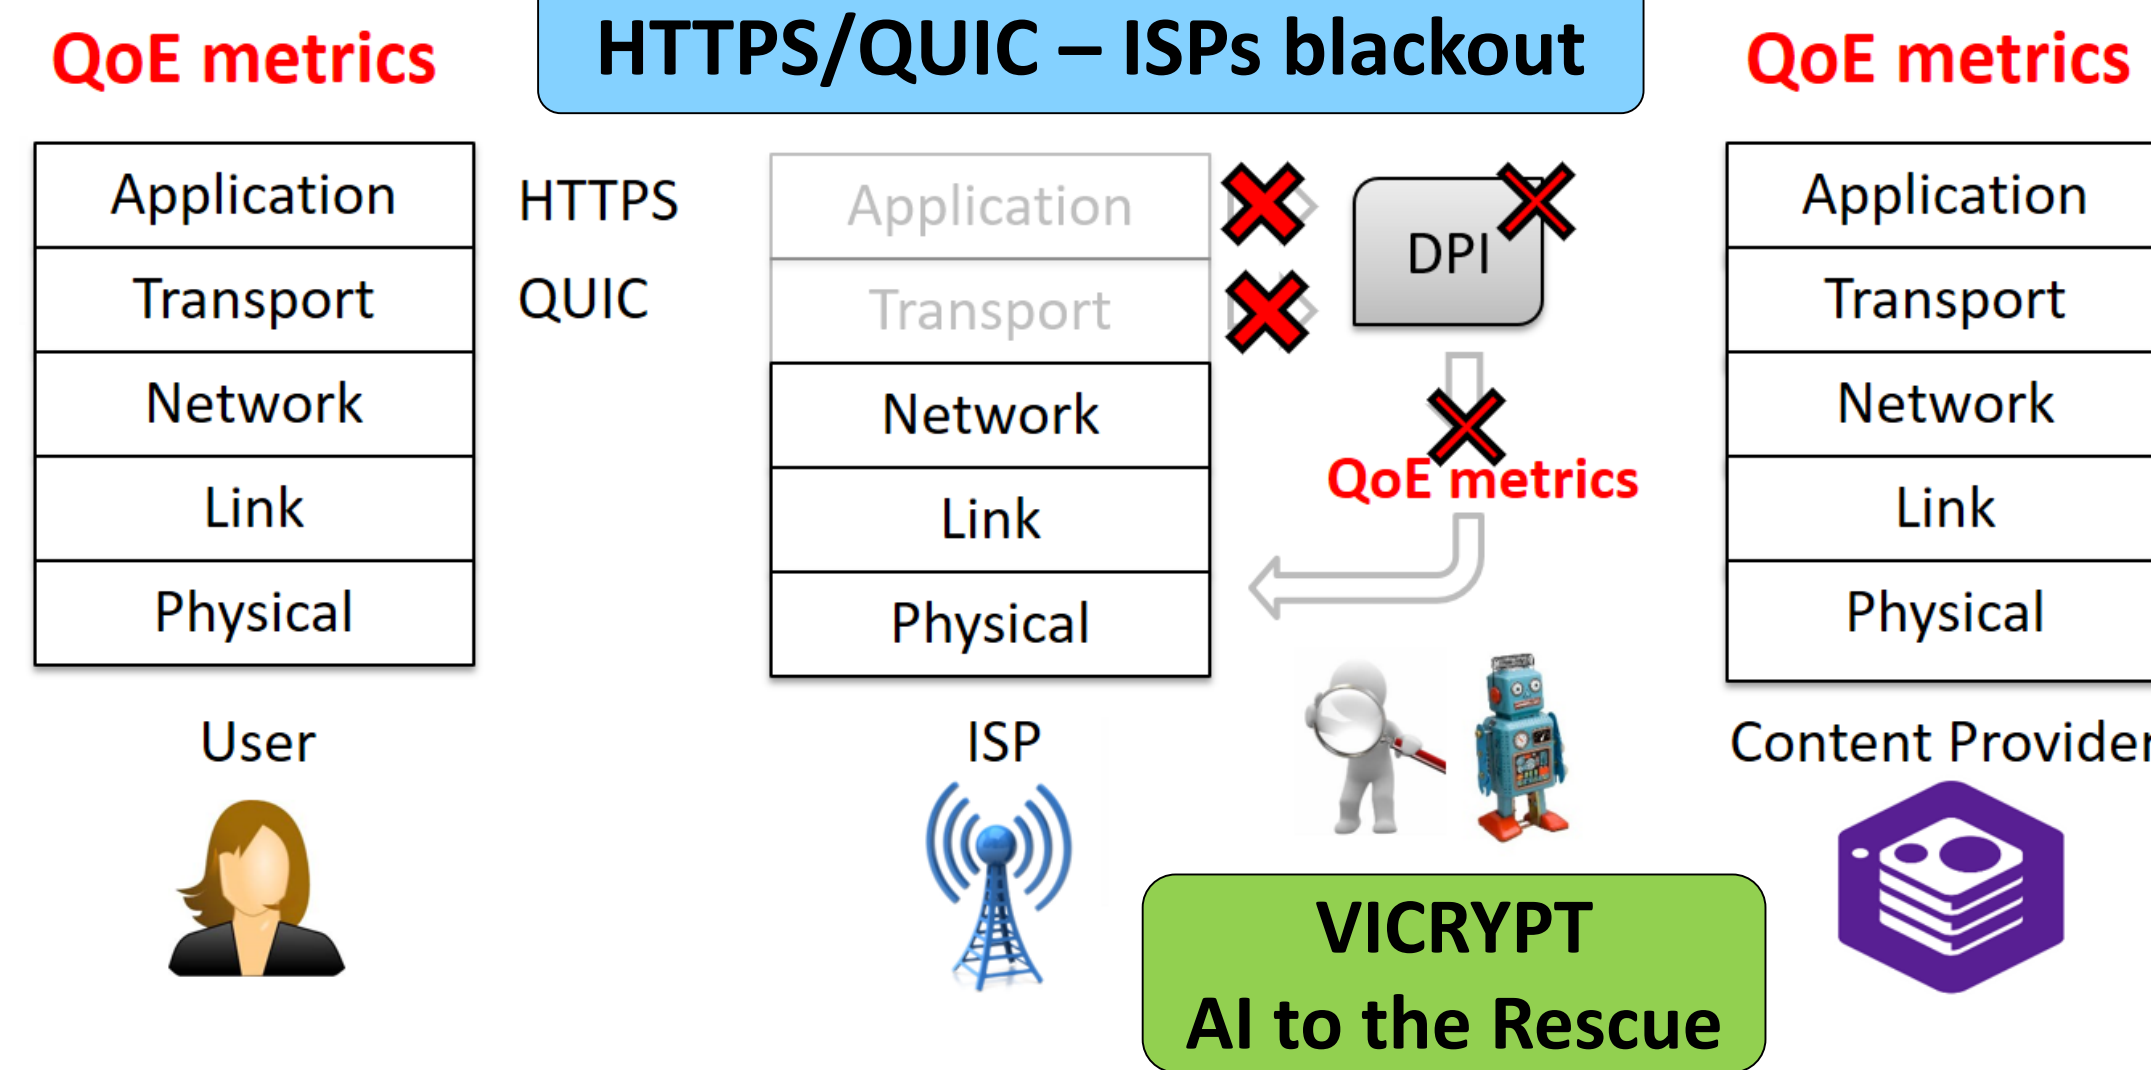 QoE metrics
HTTPS/QUIC – ISPs blackout
QoE metrics
Application
Transport
Network
Link
Physical
User
HTTPS
QUIC
Application
Transport
Network
Link
Physical
ISP
DPI
QoE metrics
VICRYPT
AI to the Rescue
Application
Transport
Network
Link
Physical
Content Provider